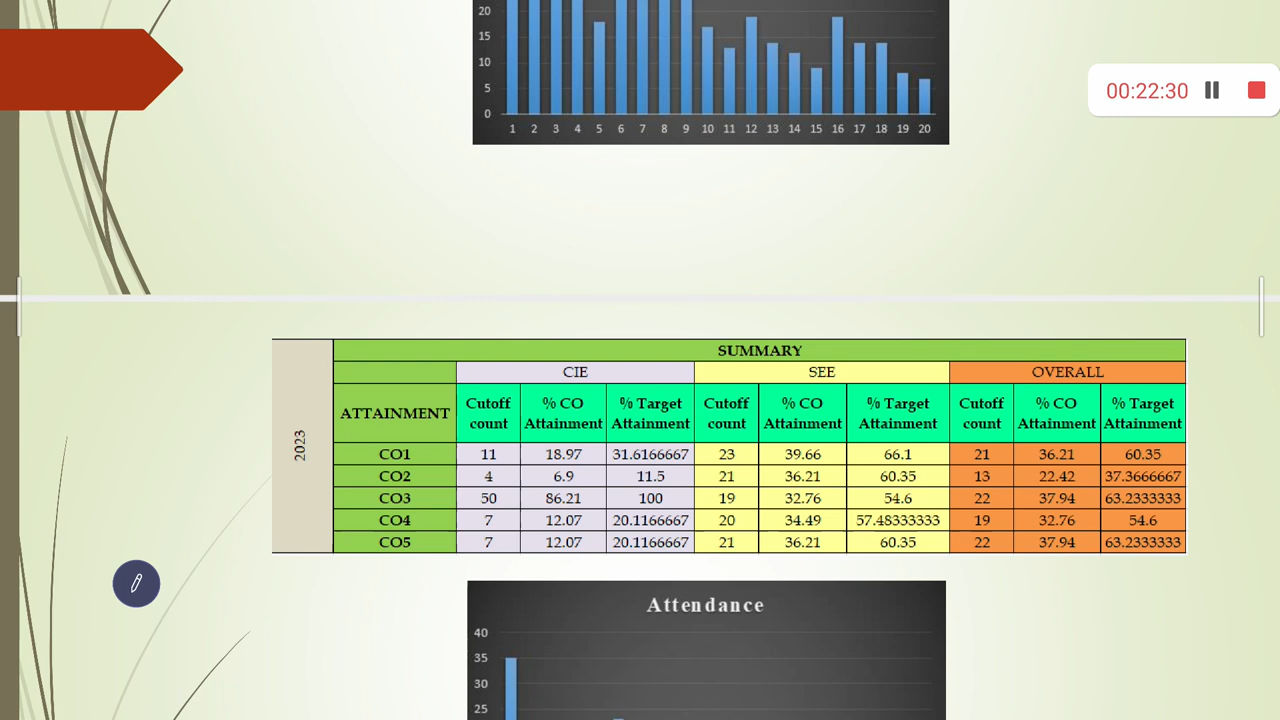 20
15
10
5
0
1 2 3 4 5 6 7 8 9 10 11 12 13 14 15 16 17 18 19 20
00:22:30
2023
SUMMARY
CIE SEE OVERALL
ATTAINMENT Cutoff count % CO Attainment % Target Attainment Cutoff count % CO Attainment % Target Attainment Cutoff count % CO Attainment % Target Attainment
CO1 11 18.97 31.6166667 23 39.66 66.1 21 36.21 60.35
CO2 4 6.9 11.5 21 36.21 60.35 13 22.42 37.3666667
CO3 50 86.21 100 19 32.76 54.6 22 37.94 63.2333333
CO4 7 12.07 20.1166667 20 34.49 57.48333333 19 32.76 54.6
CO5 7 12.07 20.1166667 21 36.21 60.35 22 37.94 63.2333333
Attendance
40
35
30
25